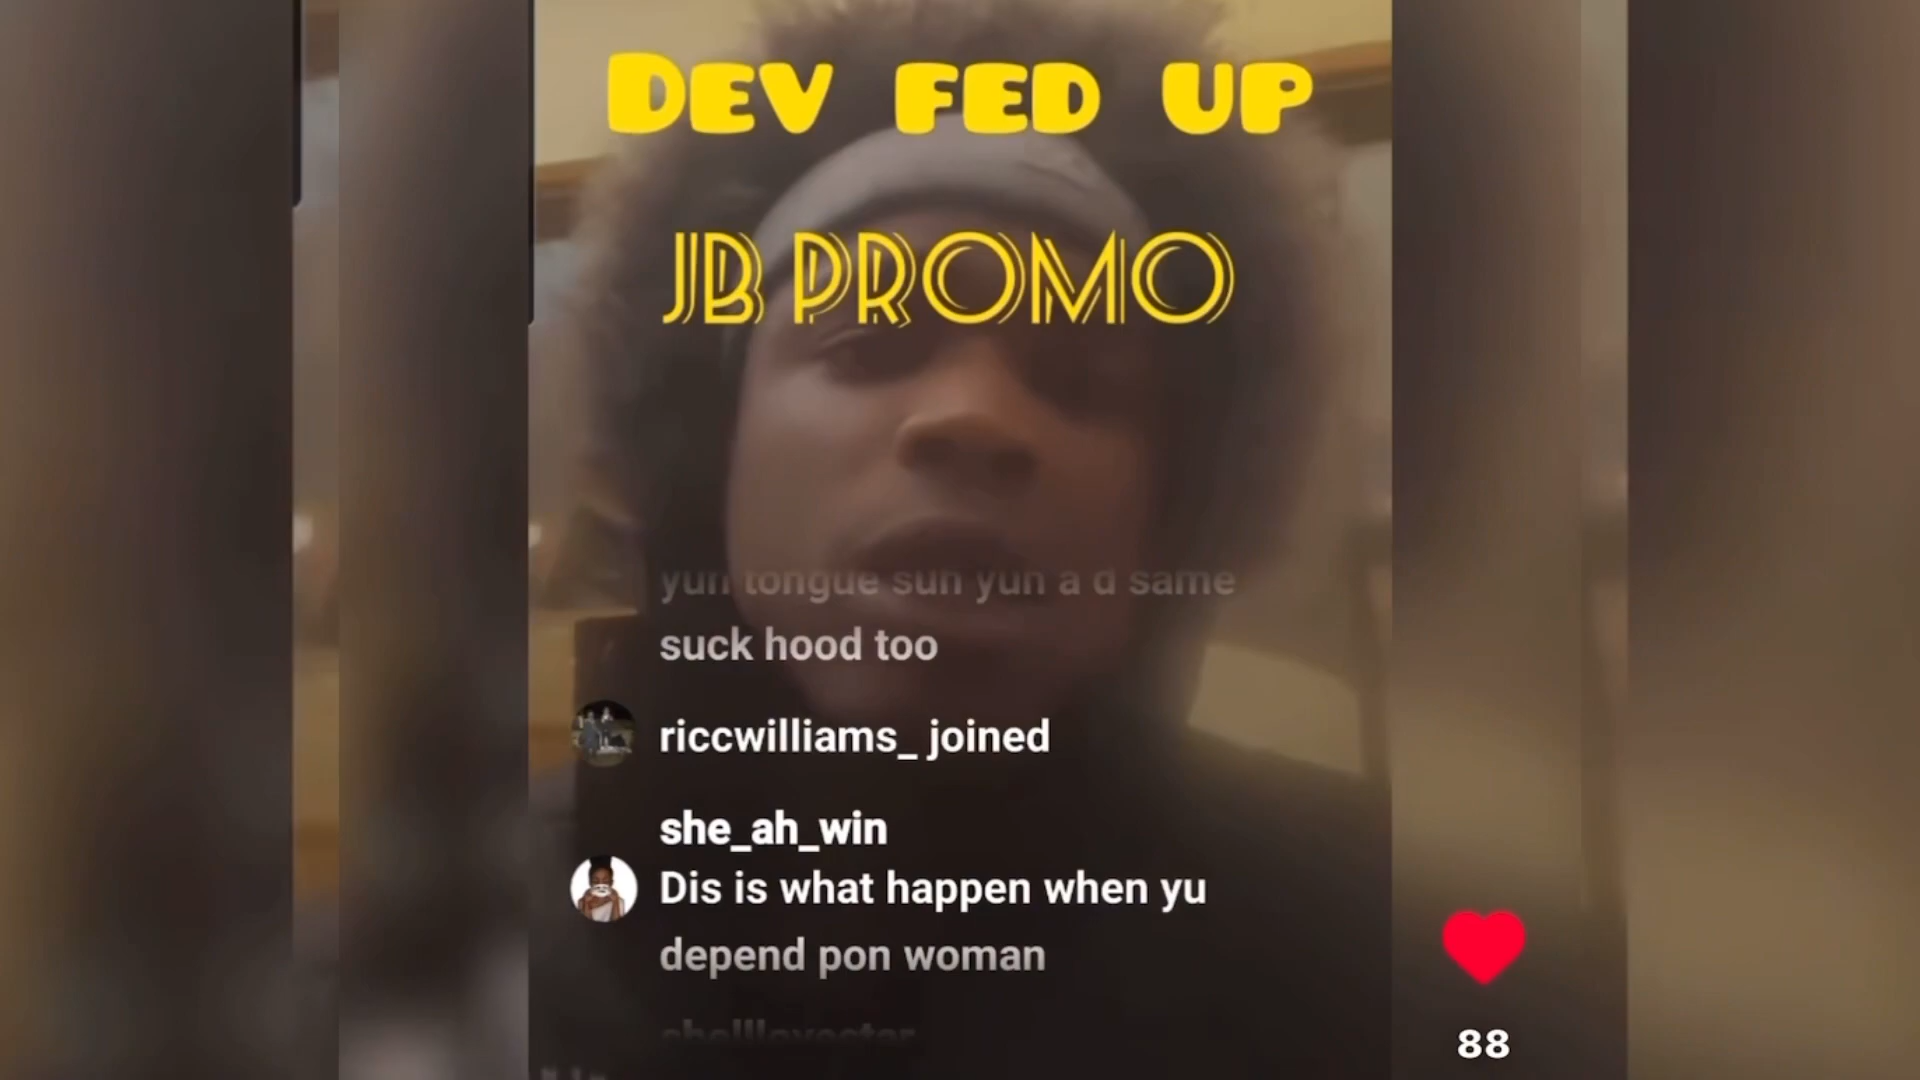 DEV FED UP
JB PROMO
yun tongue suh yun a d same
suck hood too
riccwilliams_ joined
she_ah_win
Dis is what happen when yu
depend pon woman
88